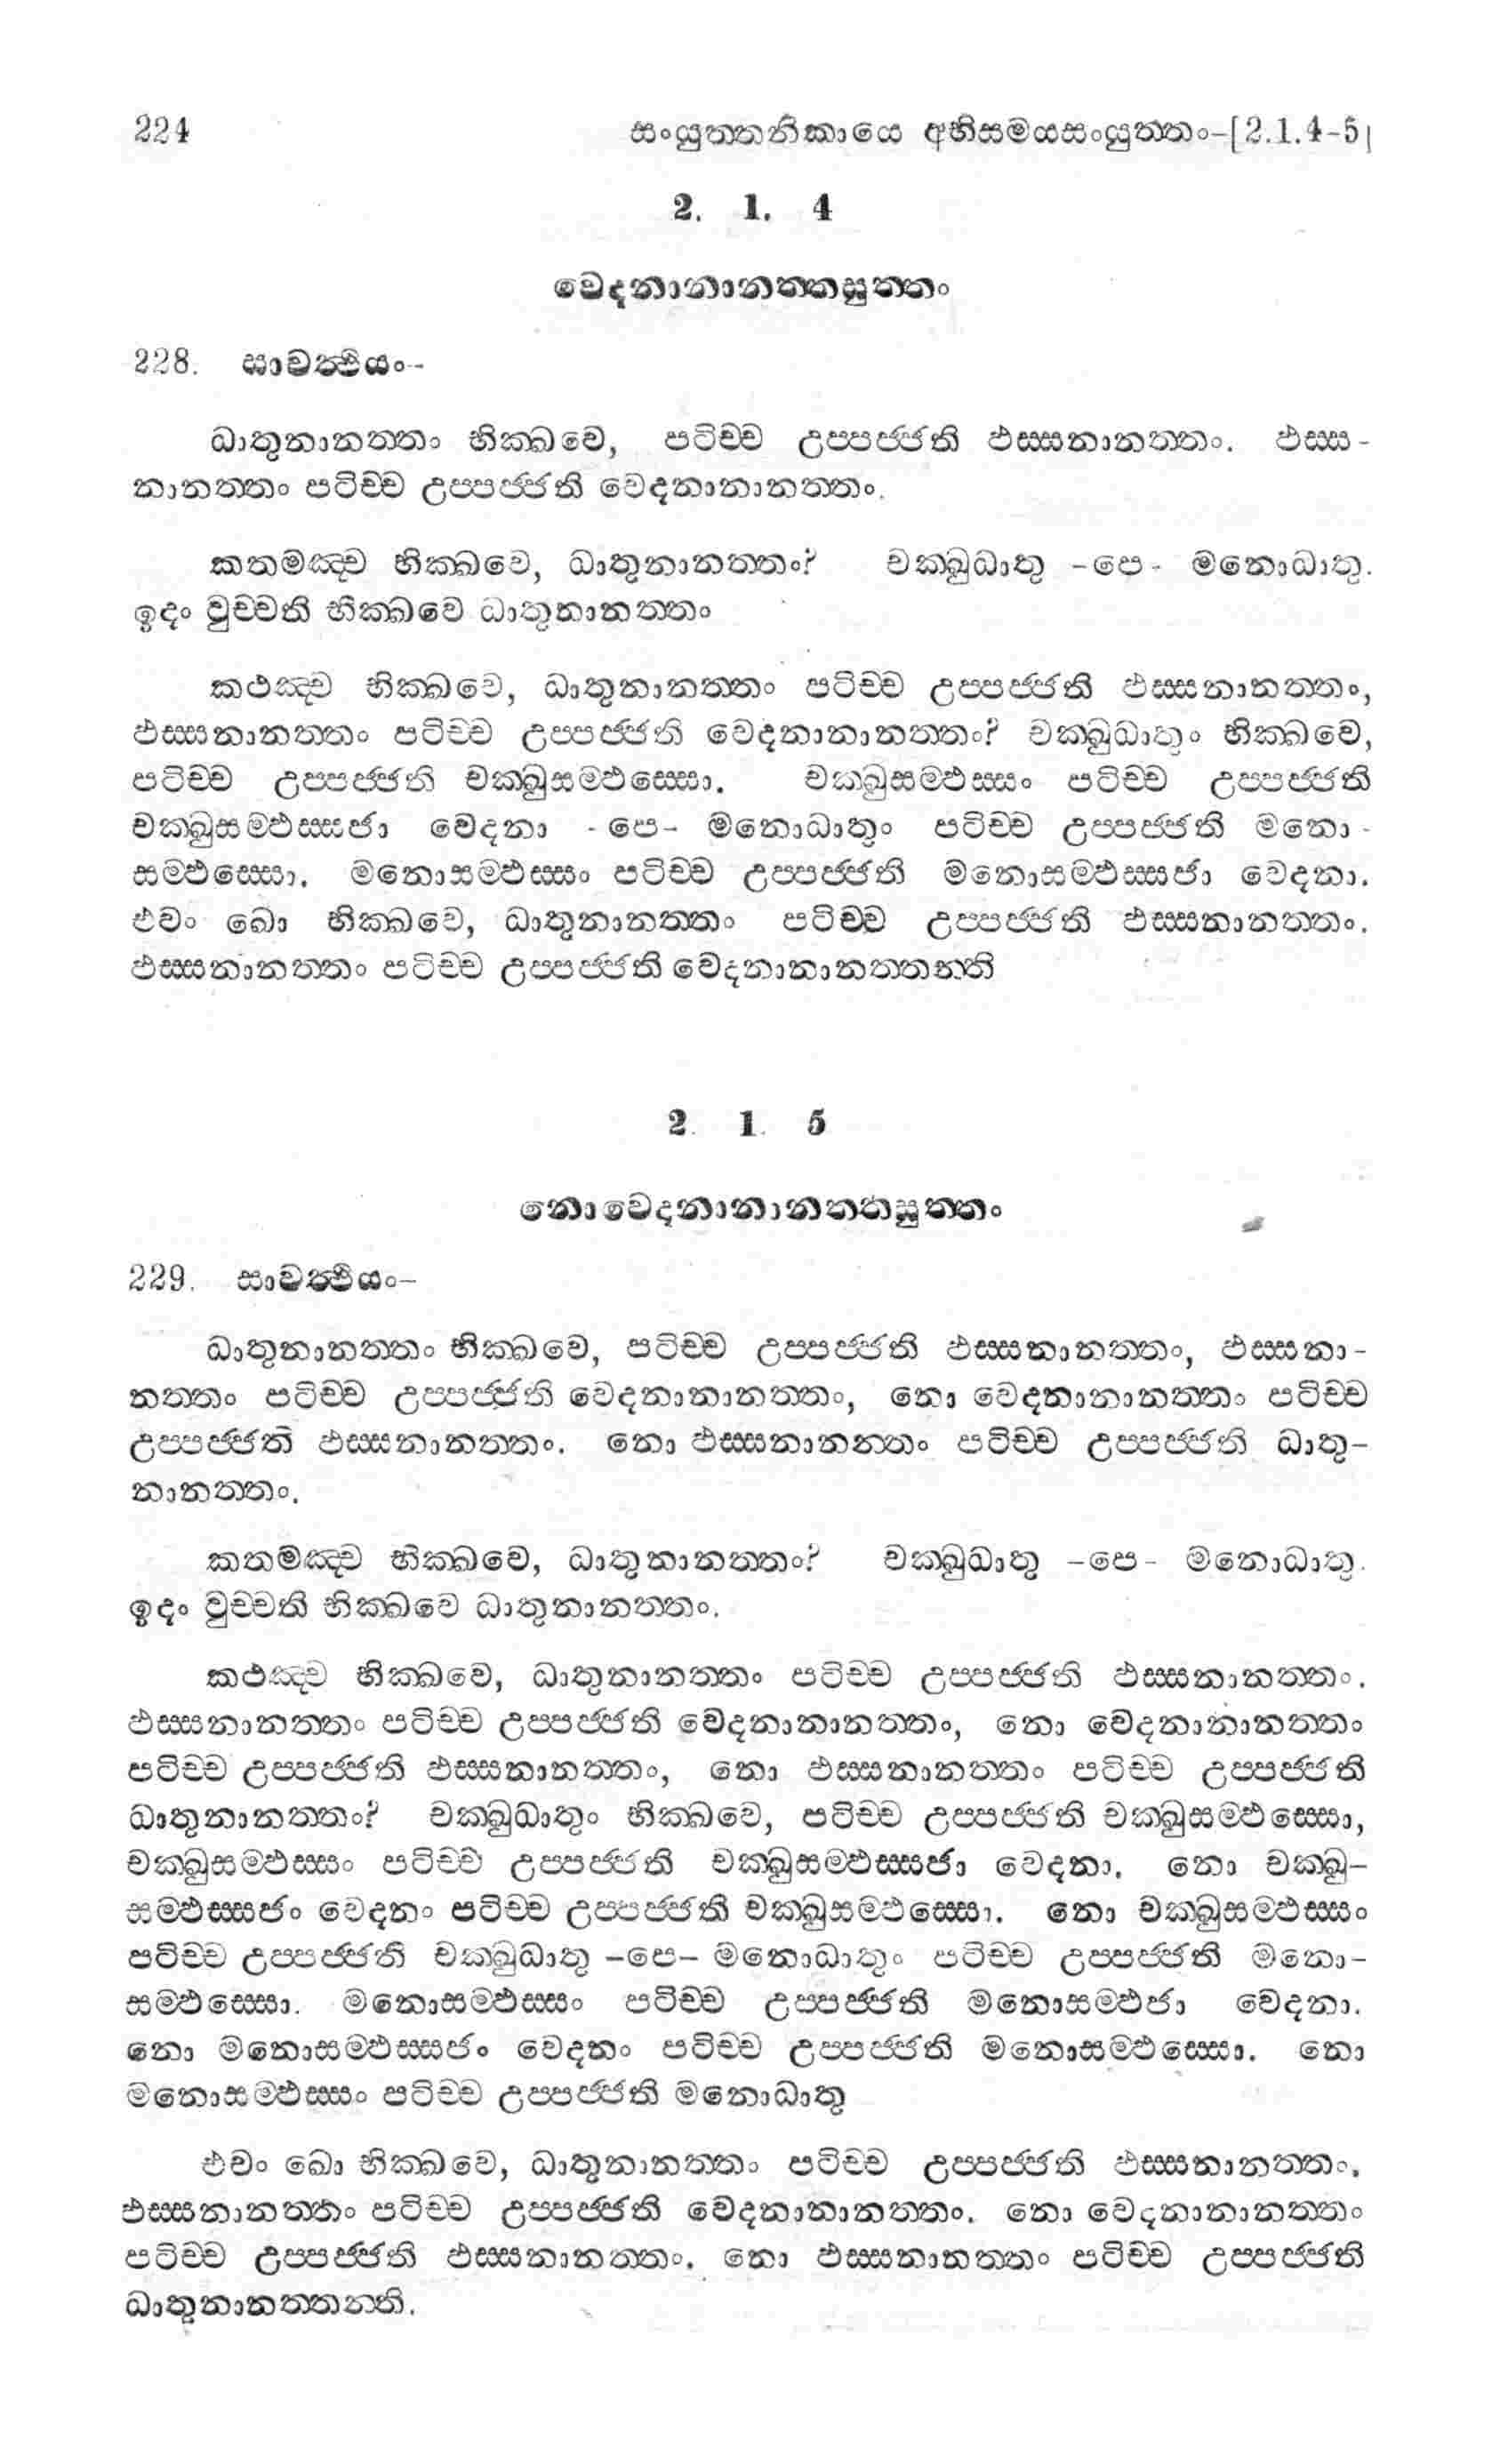 224 සංයුත්තනිකායෙ අභිසමයසංයුත්තං-[2.1.4-5]
2. 1. 4
වෙදනානානත්තසුත්තං
228. සාවත්ථියං--
ධාතුනානත්තං භික්ඛවෙ, පටිච්ච උප්පජ්ජති ඵස්සනානත්තං. ඵස්ස-
නානත්තං පටිච්ච උප්පජ්ජති වෙදනානානත්තං.
කතමඤ්ච භික්ඛවෙ, ධාතුනානත්තං? චක්ඛුධාතු -පෙ- මනොධාතු.
ඉදං වුච්චති භික්ඛවෙ ධාතුනානත්තං
කථඤ්ච භික්ඛවෙ, ධාතුනානත්තං පටිච්ච උප්පජ්ජති ඵස්සනානත්තං,
ඵස්සනානත්තං පටිච්ච උප්පජ්ජති වෙදනානානත්තං? චක්ඛුධාතුං භික්ඛවෙ,
පටිච්ච උප්පජ්ජති චක්ඛුසම්ඵස්සො. චක්ඛුසම්ඵස්සං පටිච්ච උප්පජ්ජති
චක්ඛුසම්ඵස්සජා වෙදනා -පෙ- මනොධාතුං පටිච්ච උප්පජ්ජති මනො-
සම්ඵස්සො. මනොසම්ඵස්සං පටිච්ච උප්පජ්ජති මනොසම්ඵස්සජා වෙදනා.
එවං ඛො භික්ඛවෙ, ධාතුනානත්තං පටිච්ච උප්පජ්ජති ඵස්සනානත්තං.
ඵස්සනානත්තං පටිච්ච උප්පජ්ජති වෙදනානානත්තන්ති
2. 1. 5
නොවෙදනානානත්තසුත්තං
229. සාවත්ථියං-
ධාතුනානත්තං භික්ඛවෙ, පටිච්ච උප්පජ්ජති ඵස්සනානත්තං, ඵස්සනා-
නත්තං පටිච්ච උප්පජ්ජති වෙදනානානත්තං, නො වෙදනානානත්තං පටිච්ච
උප්පජ්ජති ඵස්සනානත්තං. නො ඵස්සනානත්තං පටිච්ච උප්පජ්ජති ධාතු-
නානත්තං.
කතමඤ්ච භික්ඛවෙ, ධාතුනානත්තං? චක්ඛුධාතු -පෙ- මනොධාතු.
ඉදං වුච්චති භික්ඛවෙ ධාතුනානත්තං.
කථඤ්ච භික්ඛවෙ, ධාතුනානත්තං පටිච්ච උප්පජ්ජති ඵස්සනානත්තං.
ඵස්සනානත්තං පටිච්ච උප්පජ්ජති වෙදනානානත්තං, නො වෙදනානානත්තං
පටිච්ච උප්පජ්ජති ඵස්සනානත්තං, නො ඵස්සනානත්තං පටිච්ච උප්පජ්ජති
ධාතුනානත්තං? චක්ඛුධාතුං භික්ඛවෙ, පටිච්ච උප්පජ්ජති චක්ඛුසම්ඵස්සො,
චක්ඛුසම්ඵස්සං පටිච්ච උප්පජ්ජති චක්ඛුසම්ඵස්සජා වෙදනා. නො චක්ඛු-
සම්ඵස්සජං වෙදනං පටිච්ච උප්පජ්ජති චක්ඛුසම්ඵස්සො. නො චක්ඛුසම්ඵස්සං
පටිච්ච උප්පජ්ජති චක්ඛුධාතු -පෙ- මනොධාතුං පටිච්ච උප්පජ්ජති මනො-
සම්ඵස්සො. මනොසම්ඵස්සං පටිච්ච උප්පජ්ජති මනොසම්ඵජා වෙදනා.
නො මනොසම්ඵස්සජං වෙදනං පටිච්ච උප්පජ්ජති මනොසම්ඵස්සො. නො
මනොසම්ඵස්සං පටිච්ච උප්පජ්ජති මනොධාතු
එවං ඛො භික්ඛවෙ, ධාතුනානත්තං පටිච්ච උප්පජ්ජති ඵස්සනානත්තං.
ඵස්සනානත්තං පටිච්ච උප්පජ්ජති වෙදනානානත්තං. නො වෙදනානානත්තං
පටිච්ච උප්පජ්ජති ඵස්සනානත්තං. නො ඵස්සනානත්තං පටිච්ච උප්පජ්ජති
ධාතුනානත්තන්ති.